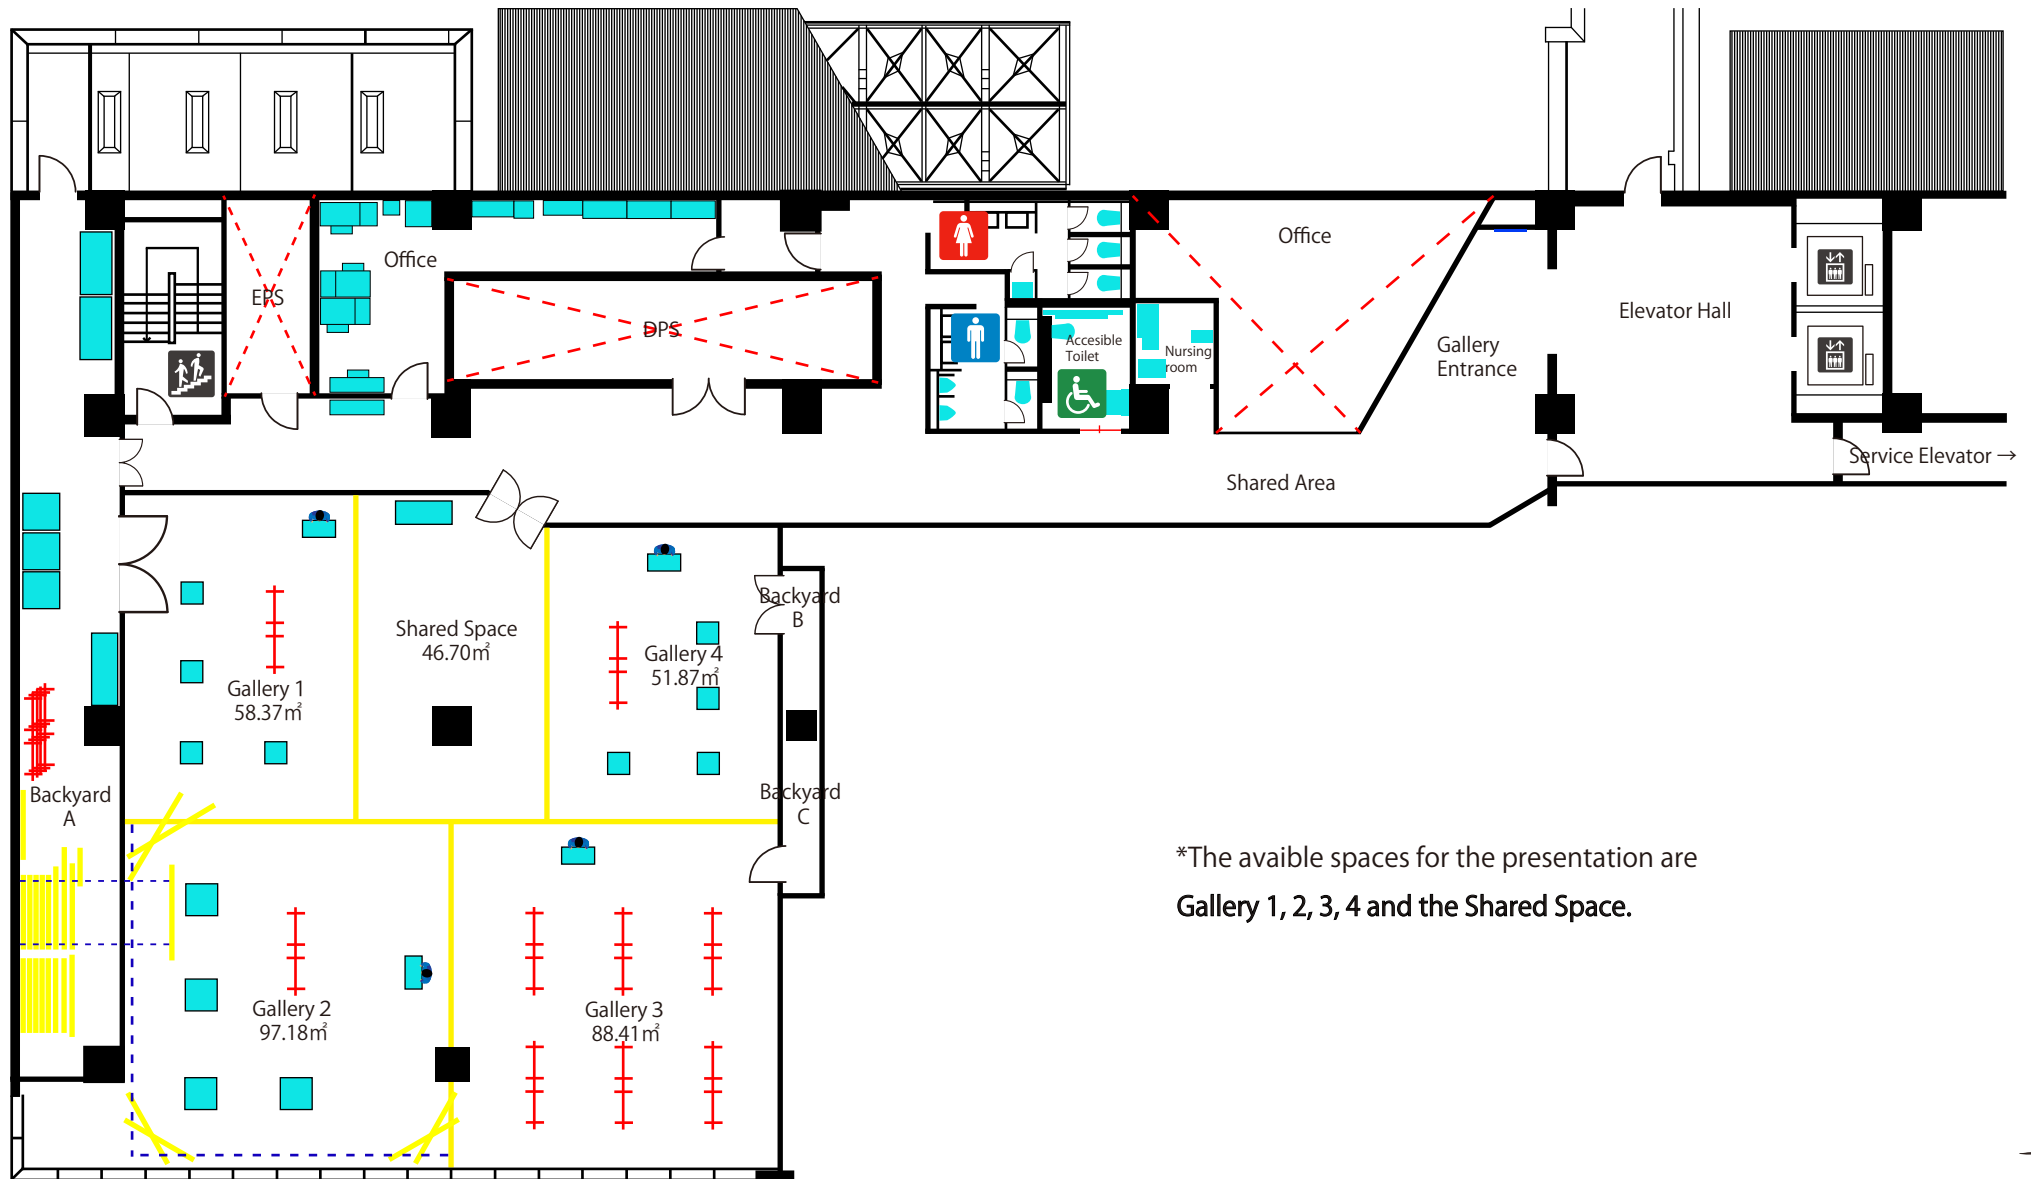 Office
EPS
DPS
Accesible
Toilet
Nursing
room
Office
Gallery
Entrance
Elevator Hall
Service Elevator →
Shared Area
Shared Space
46.70㎡
Gallery 1
58.37㎡
Gallery 4
51.87㎡
Backyard
B
Backyard
A
Backyard
C
Gallery 2
97.18㎡
Gallery 3
88.41㎡
*The avaible spaces for the presentation are
Gallery 1, 2, 3, 4 and the Shared Space.